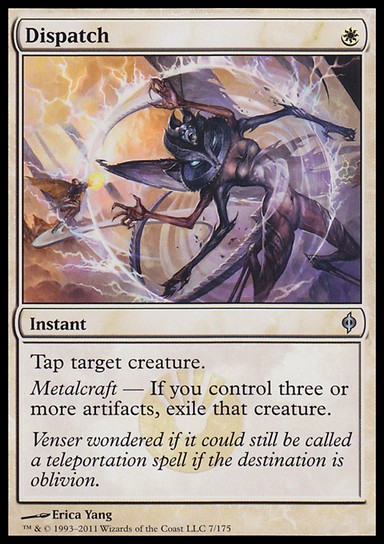 Dispatch
Instant
Tap target creature.
Metalcraft — If you control three or
more artifacts, exile that creature.
Venser wondered if it could still be called
a teleportation spell if the destination is
oblivion.
Erica Yang
™ & © 1993–2011 Wizards of the Coast LLC 7/175